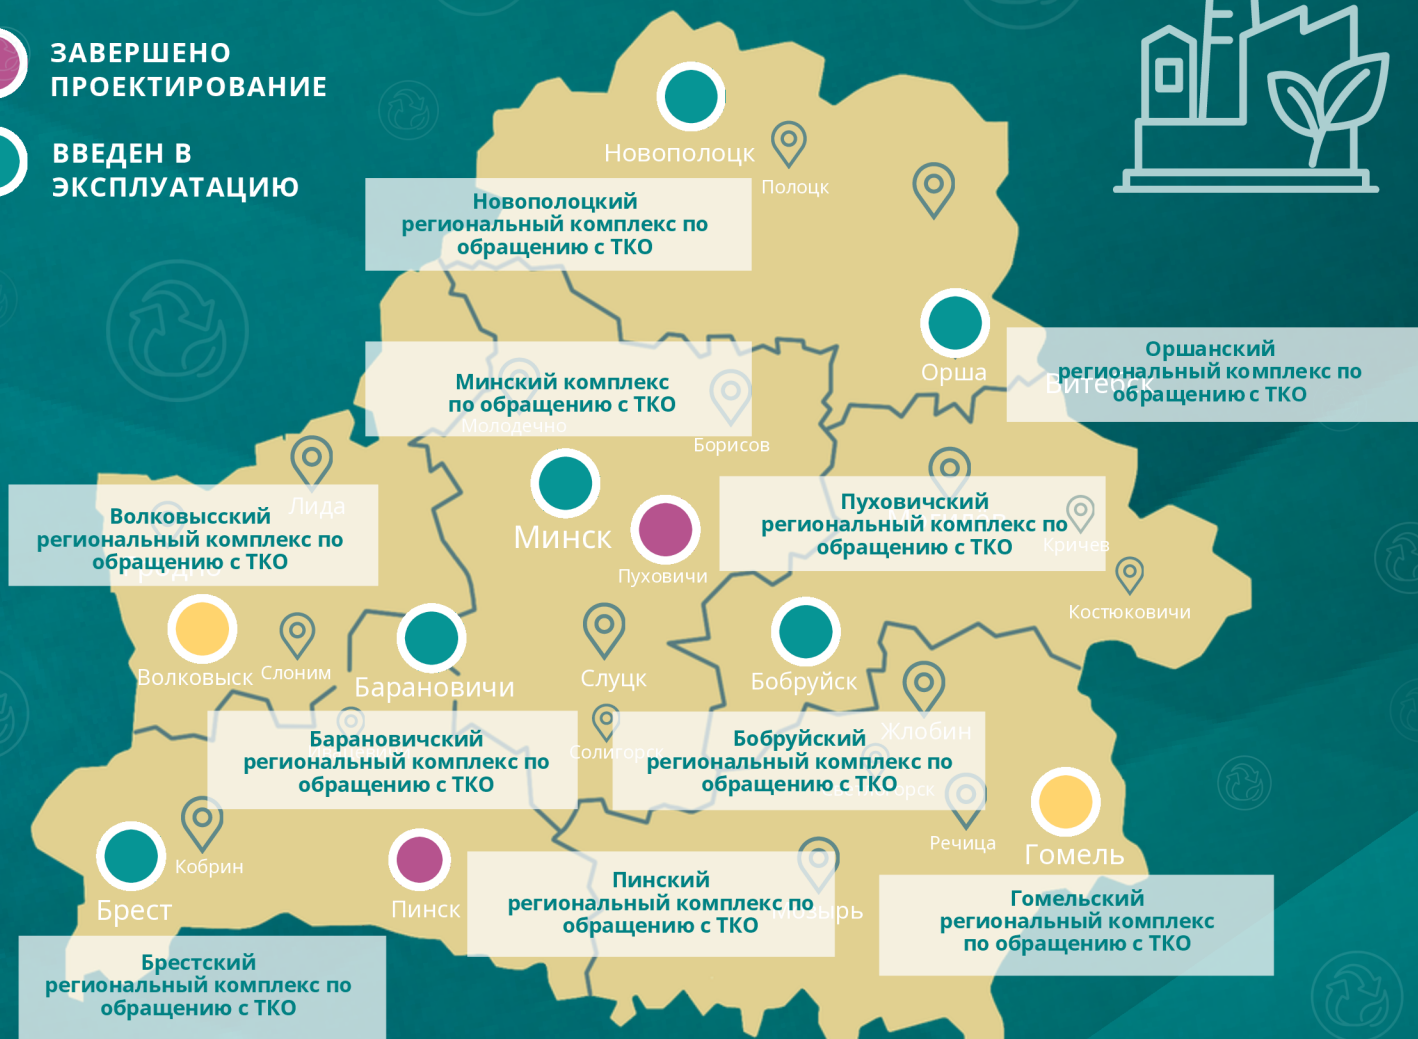 ЗАВЕРШЕНО
ПРОЕКТИРОВАНИЕ
ВВЕДЕН В
ЭКСПЛУАТАЦИЮ
Новополоцк
Полоцк
Новополоцкий
региональный комплекс по
обращению с ТКО
Орша
Витебск
Оршанский
региональный комплекс по
обращению с ТКО
Минский комплекс
по обращению с ТКО
Молодечно
Борисов
Лида
Волковысский
региональный комплекс по
обращению с ТКО
Гродно
Минск
Пуховичи
Пуховичский
региональный комплекс по
обращению с ТКО
Могилев
Кричев
Костюковичи
Волковыск
Слоним
Барановичи
Слуцк
Бобруйск
Жлобин
Барановичский
региональный комплекс по
обращению с ТКО
Солигорск
Бобруйский
региональный комплекс по
обращению с ТКО
Речица
Гомель
Кобрин
Брест
Пинск
Пинский
региональный комплекс по
обращению с ТКО
Мозырь
Гомельский
региональный комплекс
по обращению с ТКО
Брестский
региональный комплекс по
обращению с ТКО